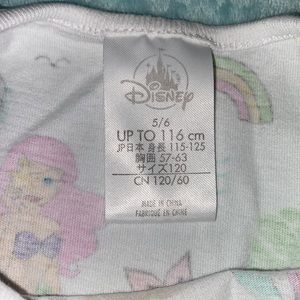 Disney
5/6
UP TO 116 cm
JP日本 身長 115-125
胸囲 57-63
サイズ120
CN 120/60
MADE IN CHINA
FABRIQUÉ EN CHINE